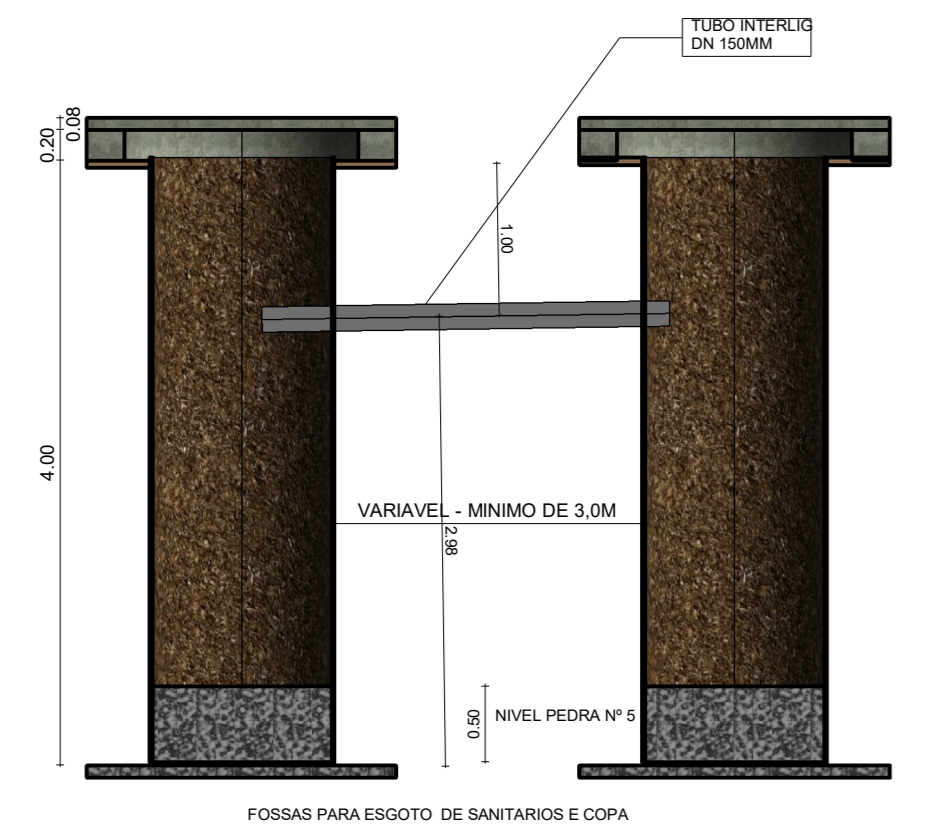 TUBO INTERLIG
DN 150MM
0.08
0.20
1.00
4.00
VARIAVEL - MINIMO DE 3,0M
2.98
0.50
NIVEL PEDRA Nº 5
FOSSAS PARA ESGOTO DE SANITARIOS E COPA